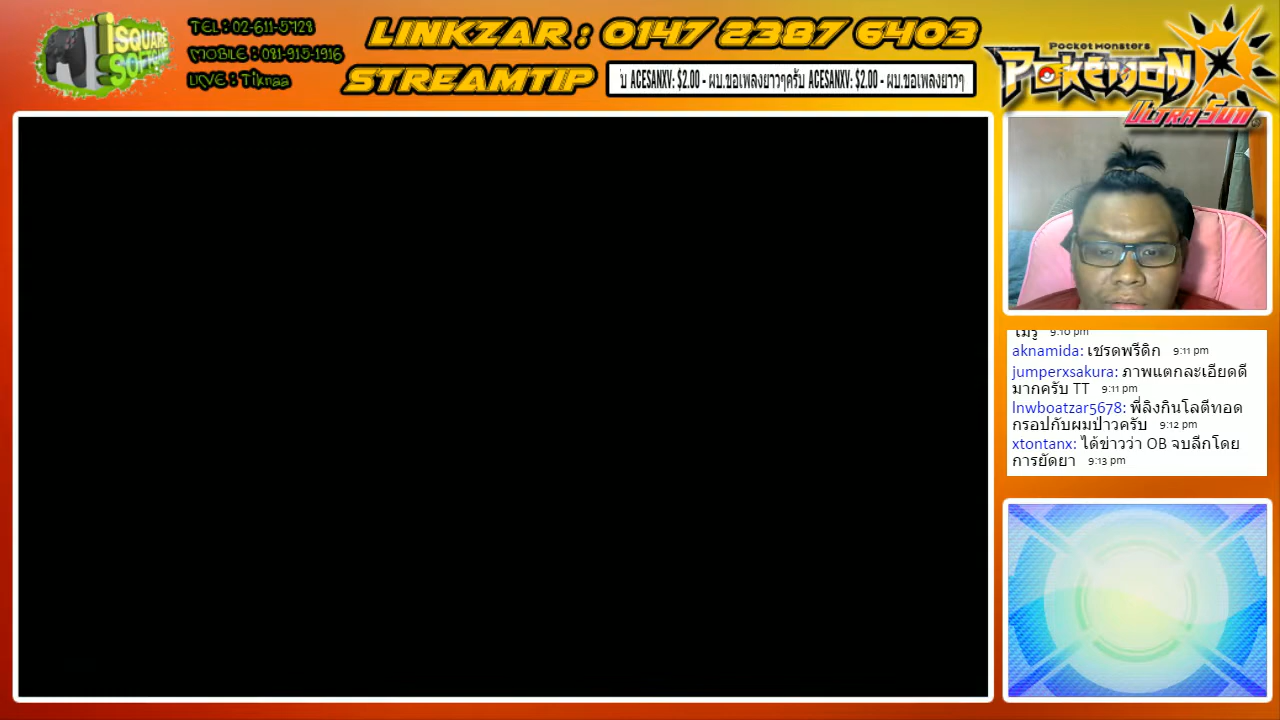 iSQUARE
SOFTWARE
TEL : 02-611-5728
MOBILE : 081-915-1916
LINE : Tiknaa
LINKZAR : 0147 2387 6403
STREAMTIP
ACESANXV: $2.00 - ผบ.ขอเพลงยาวๆครับ ACESANXV: $2.00 - ผบ.ขอเพลงยาวๆ
Pocket Monsters
POKÉMON
ULTRA SUN
9:10 pm
aknamida: เชรดพรีดิก 9:11 pm
jumperxsakura: ภาพแตกละเอียดดี
มากครับ TT 9:11 pm
lnwboatzar5678: พี่ลิงกินโลตีทอด
กรอปกับผมป่าวครับ 9:12 pm
xtontanx: ได้ข่าวว่า OB จบลีกโดย
การยัดยา 9:13 pm